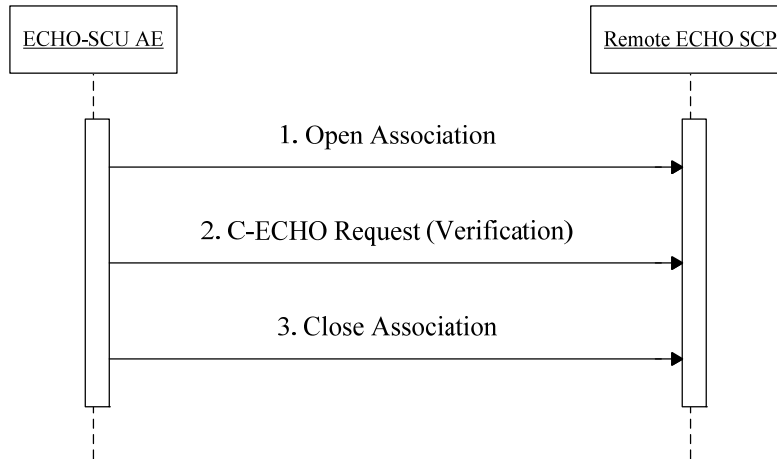 ECHO-SCU AE
Remote ECHO SCP
1. Open Association
2. C-ECHO Request (Verification)
3. Close Association